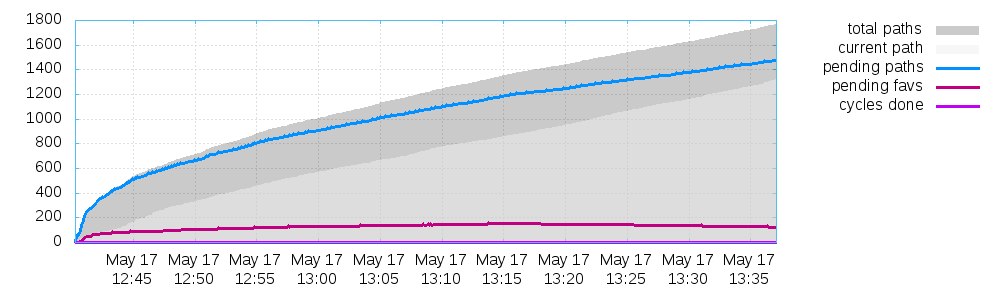 1800
1600
1400
1200
1000
800
600
400
200
0
May 17 May 17 May 17 May 17 May 17 May 17 May 17 May 17 May 17 May 17 May 17
12:45 12:50 12:55 13:00 13:05 13:10 13:15 13:20 13:25 13:30 13:35
total paths
current path
pending paths
pending favs
cycles done